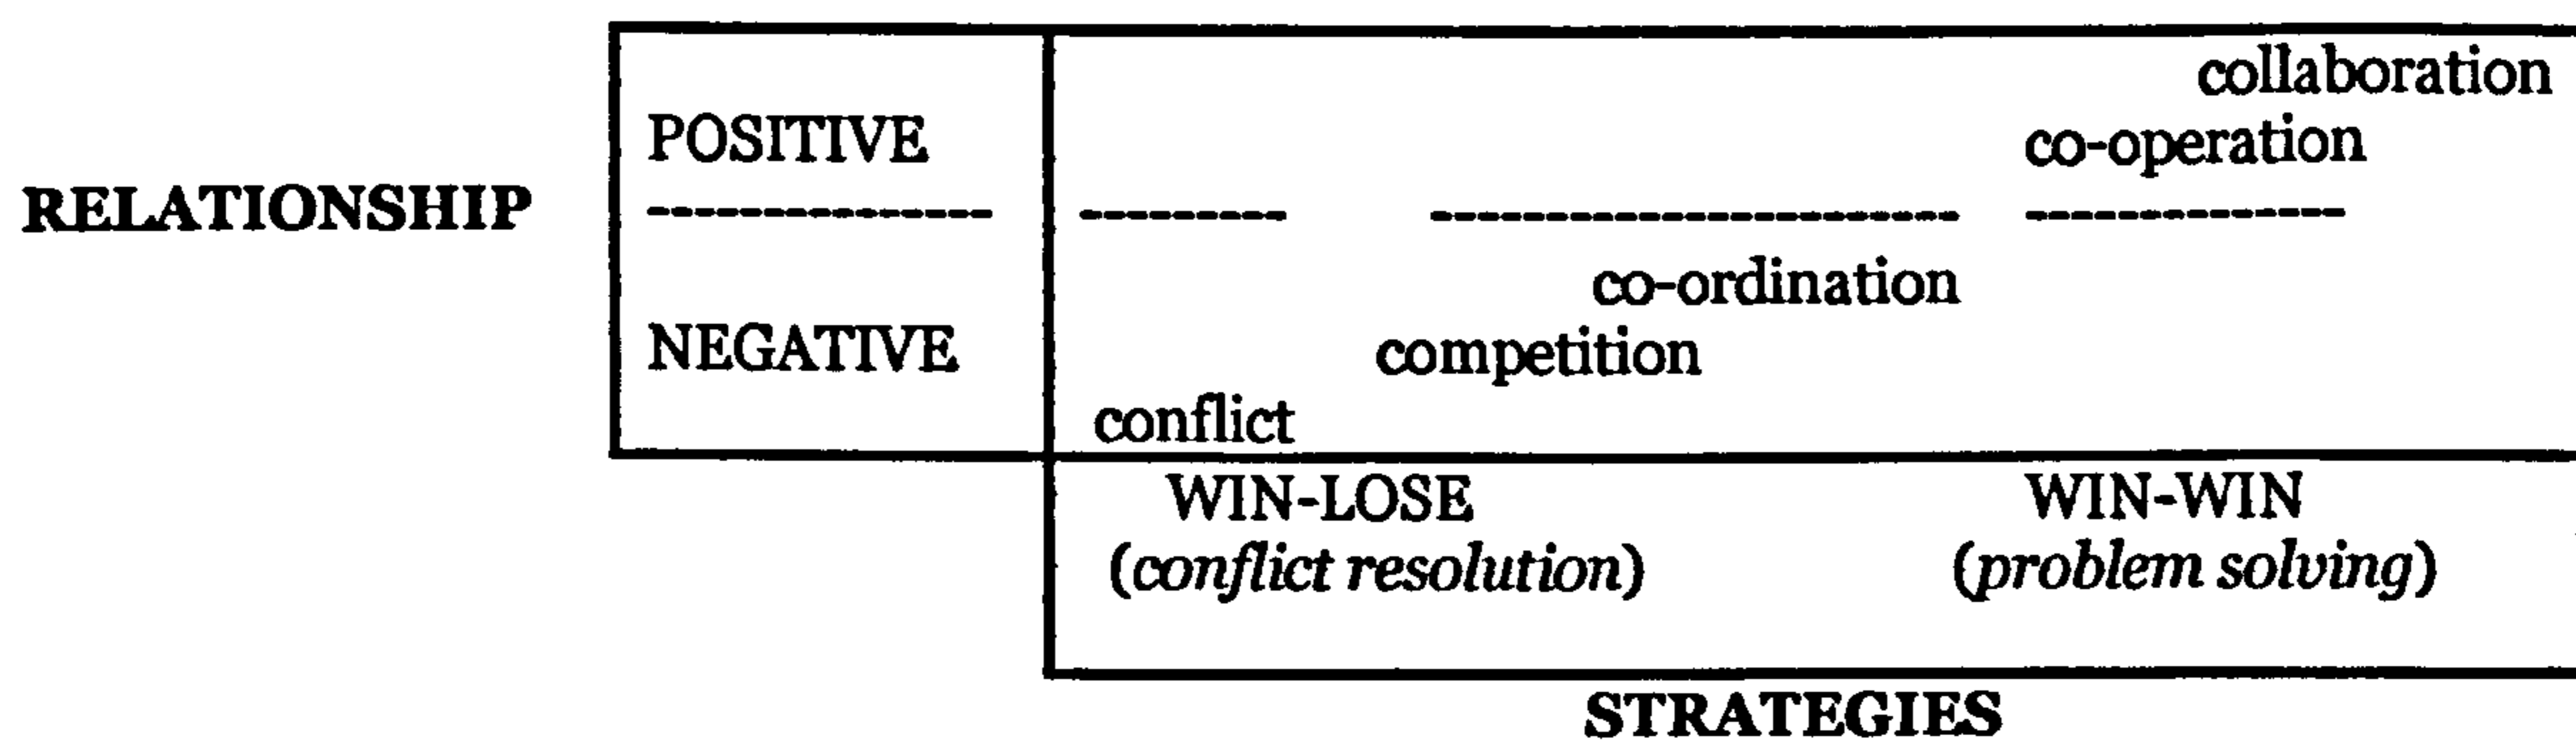 collaboration
POSITIVE co-operation
RELATIONSHIP
co-ordination
NEGATIVE competition
conflict
WIN-LOSE WIN-WIN
(conflict resolution) (problem solving)
STRATEGIES